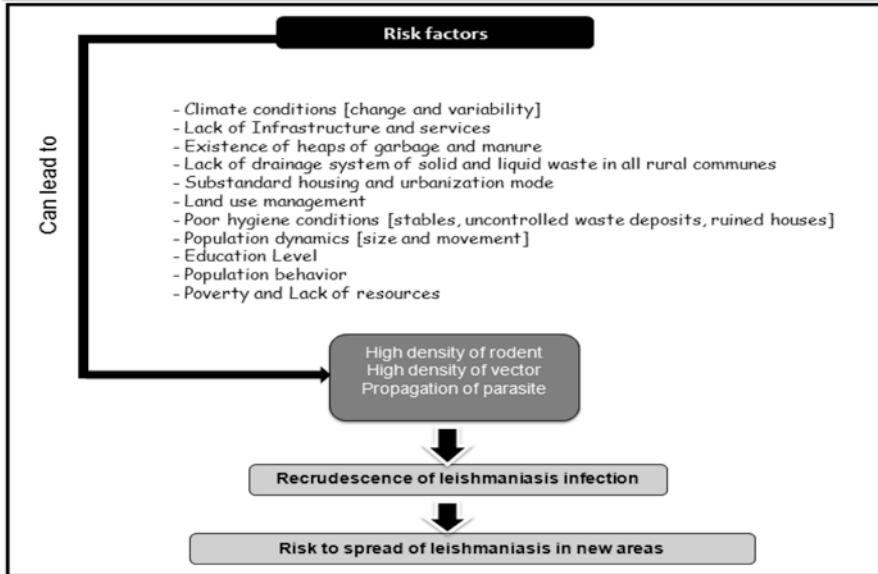 Risk factors
Can lead to
- Climate conditions [change and variability]
- Lack of Infrastructure and services
- Existence of heaps of garbage and manure
- Lack of drainage system of solid and liquid waste in all rural communes
- Substandard housing and urbanization mode
- Land use management
- Poor hygiene conditions [stables, uncontrolled waste deposits, ruined houses]
- Population dynamics [size and movement]
- Education Level
- Population behavior
- Poverty and Lack of resources
High density of rodent
High density of vector
Propagation of parasite
Recrudescence of leishmaniasis infection
Risk to spread of leishmaniasis in new areas